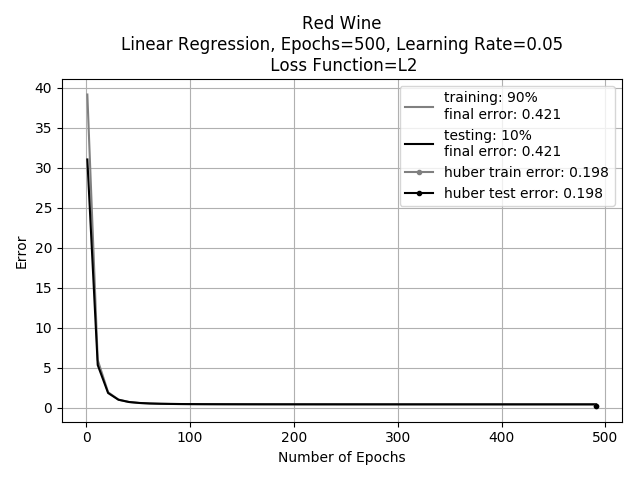 Red Wine
Linear Regression, Epochs=500, Learning Rate=0.05
Loss Function=L2
training: 90%
final error: 0.421
testing: 10%
final error: 0.421
huber train error: 0.198
huber test error: 0.198
Error
40
35
30
25
20
15
10
5
0
0 100 200 300 400 500
Number of Epochs